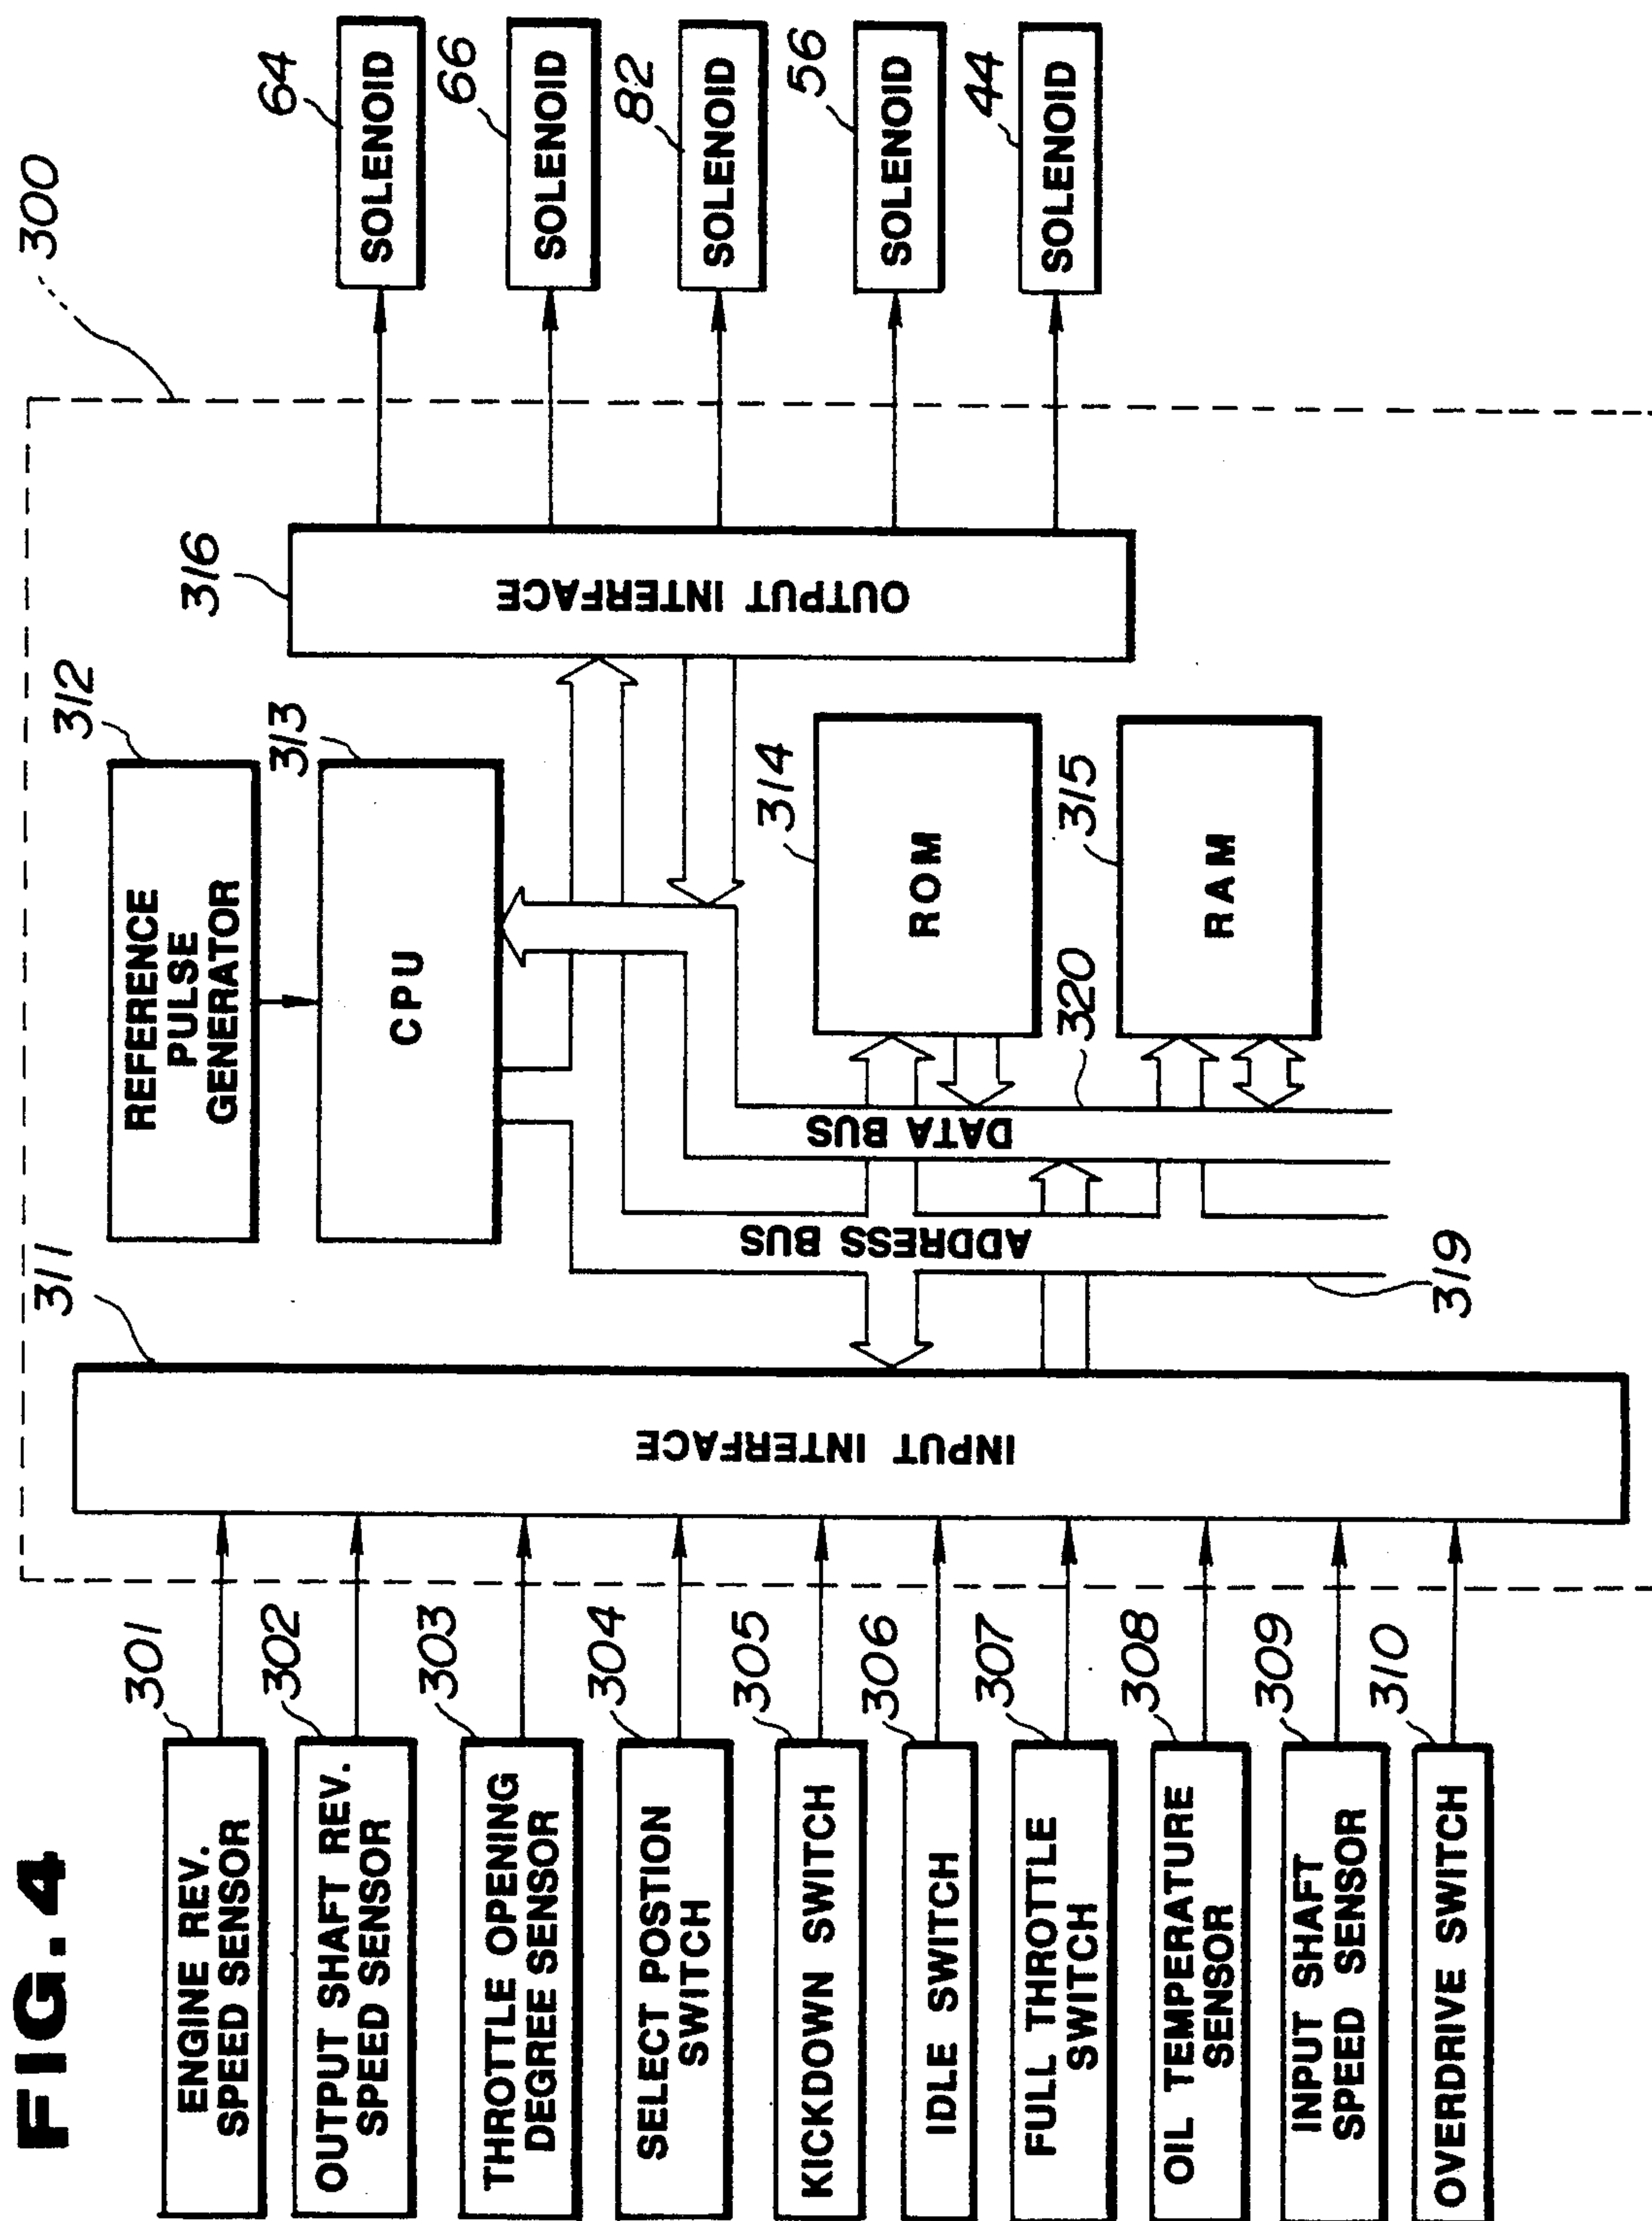 FIG.4
300
301
ENGINE REV.
SPEED SENSOR
302
OUTPUT SHAFT REV.
SPEED SENSOR
303
THROTTLE OPENING
DEGREE SENSOR
304
SELECT POSTION
SWITCH
305
KICKDOWN SWITCH
306
IDLE SWITCH
307
FULL THROTTLE
SWITCH
308
OIL TEMPERATURE
SENSOR
309
INPUT SHAFT
SPEED SENSOR
310
OVERDRIVE SWITCH
311
INPUT INTERFACE
312
REFERENCE
PULSE
GENERATOR
313
CPU
ADDRESS BUS
319
DATA BUS
320
314
ROM
315
RAM
316
OUTPUT INTERFACE
64
SOLENOID
66
SOLENOID
82
SOLENOID
56
SOLENOID
44
SOLENOID